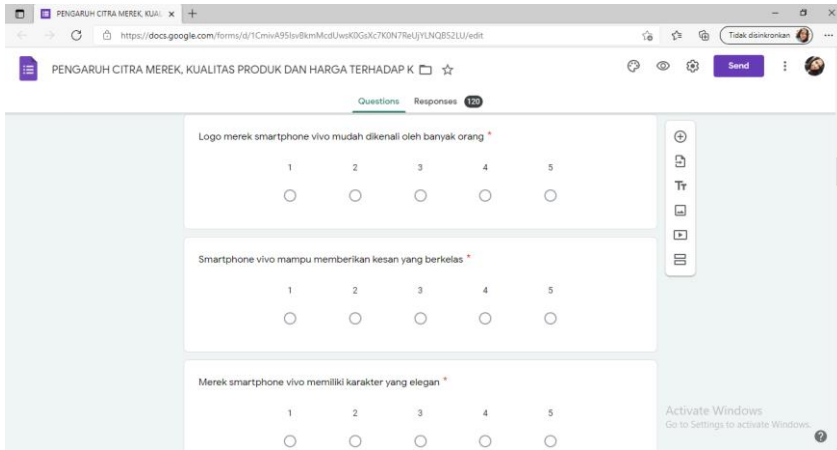 PENGARUH CITRA MEREK, KUAL
https://docs.google.com/forms/d/1CmivA95IsvBkmMcdUwsK0GsXc7K0N7ReUjYLNQB52LU/edit
Tidak disinkronkan
PENGARUH CITRA MEREK, KUALITAS PRODUK DAN HARGA TERHADAP K
Send
Questions Responses 120
Logo merek smartphone vivo mudah dikenali oleh banyak orang *
1 2 3 4 5
Smartphone vivo mampu memberikan kesan yang berkelas *
1 2 3 4 5
Merek smartphone vivo memiliki karakter yang elegan *
1 2 3 4 5
Tт
Activate Windows
Go to Settings to activate Windows.